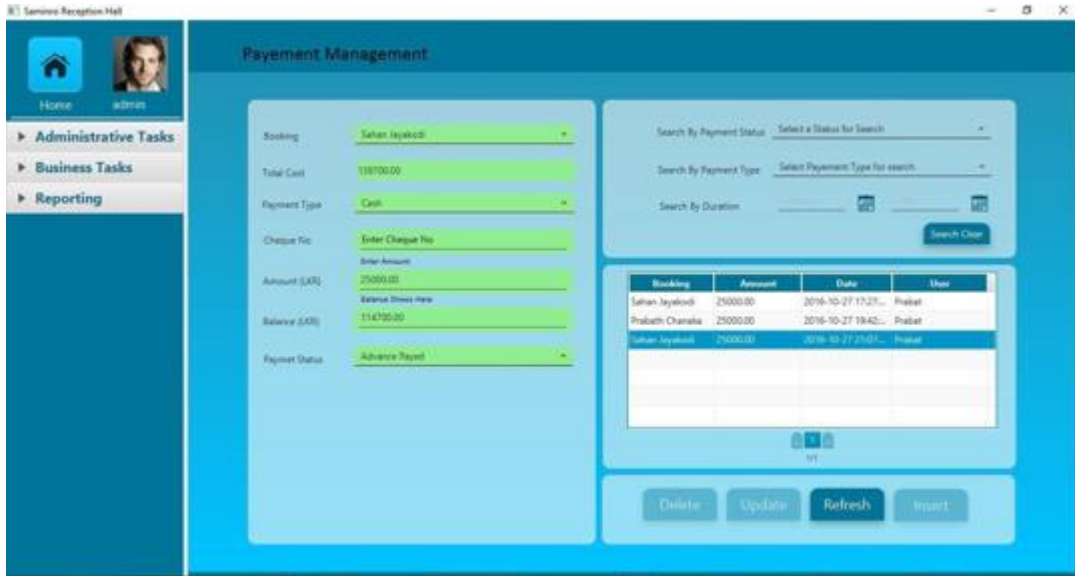 Saminro Reception Hall
Payement Management
Home
admin
Administrative Tasks
Business Tasks
Reporting
Booking
Sahan Jayakodi
Total Cost
139700.00
Payment Type
Cash
Cheque No
Enter Cheque No
Enter Amount
Amount (LKR)
25000.00
Balance Shows Here
Balance (LKR)
114700.00
Paymet Status
Advance Payed
Search By Payment Status
Select a Status for Search
Search By Payment Type
Select Payement Type for search
Search By Duration
Search Clear
Booking Amount Date User
Sahan Jayakodi 25000.00 2016-10-27 17:27... Prabat
Prabath Chanaka 25000.00 2016-10-27 19:42... Prabat
Sahan Jayakodi 25000.00 2016-10-27 21:01... Prabat
1
1/1
Delete
Update
Refresh
Insert